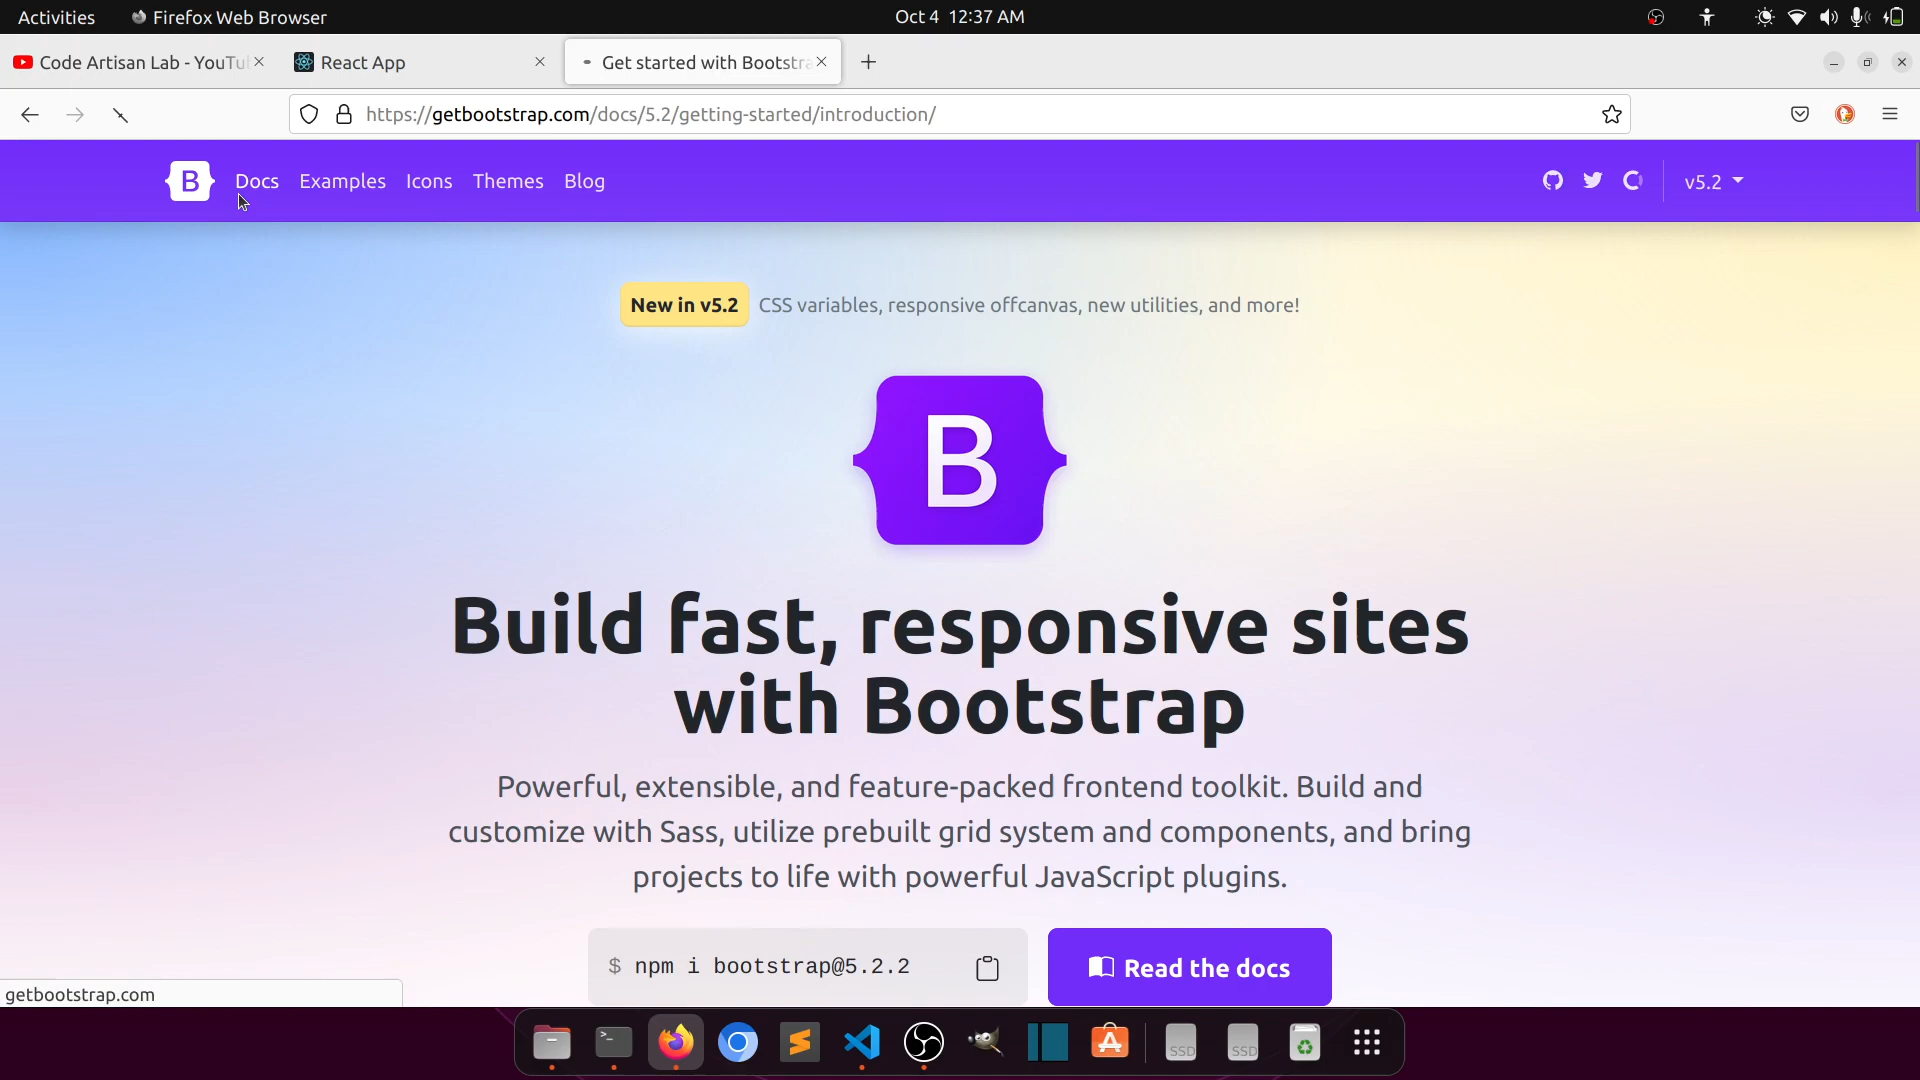 Activities
Firefox Web Browser
Oct 4 12:37 AM
Code Artisan Lab - YouTu
React App
Get started with Bootstra
https://getbootstrap.com/docs/5.2/getting-started/introduction/
B
Docs
Examples
Icons
Themes
Blog
v5.2
New in v5.2
CSS variables, responsive offcanvas, new utilities, and more!
B
Build fast, responsive sites
with Bootstrap
Powerful, extensible, and feature-packed frontend toolkit. Build and
customize with Sass, utilize prebuilt grid system and components, and bring
projects to life with powerful JavaScript plugins.
$ npm i bootstrap@5.2.2
Read the docs
getbootstrap.com
SSD
SSD